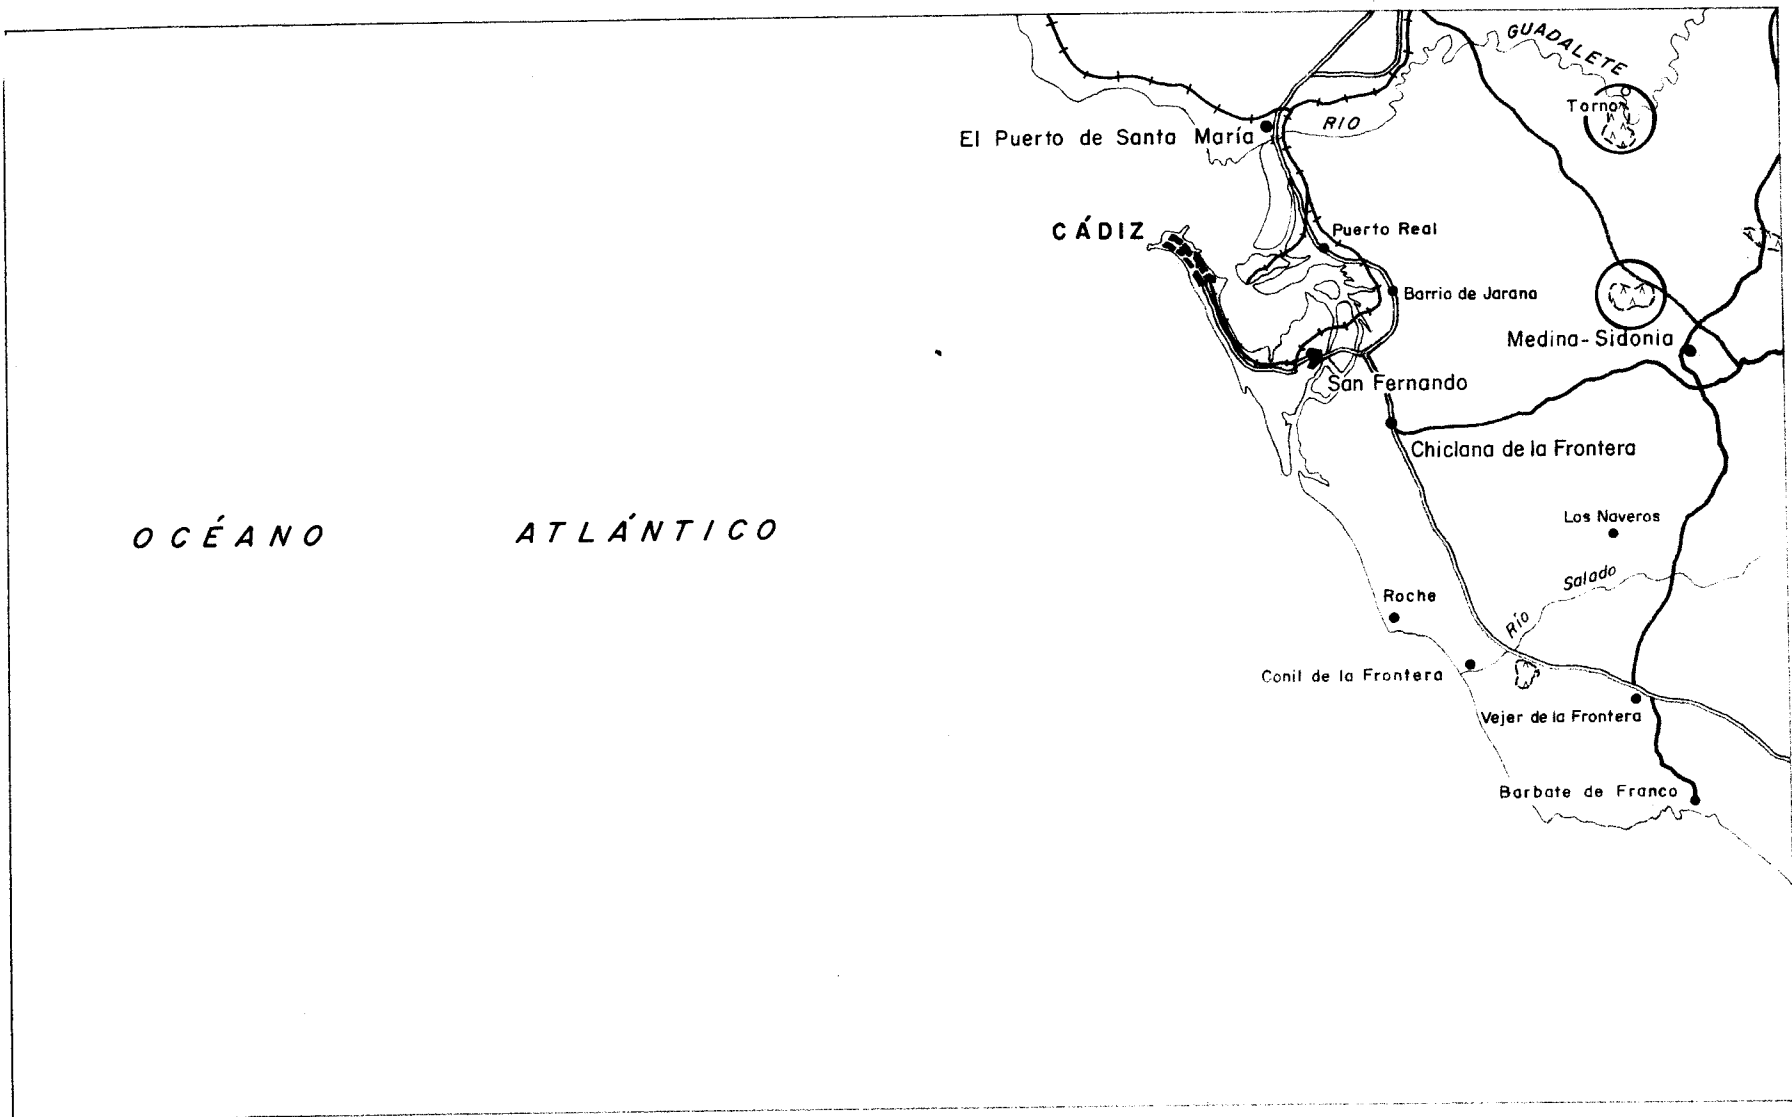 GUADALETE
Torno
RIO
El Puerto de Santa María
CÁDIZ
Puerto Real
Barrio de Jarana
Medina-Sidonia
San Fernando
Chiclana de la Frontera
OCÉANO ATLÁNTICO
Los Naveros
Salado
Roche
Río
Conil de la Frontera
Vejer de la Frontera
Barbate de Franco